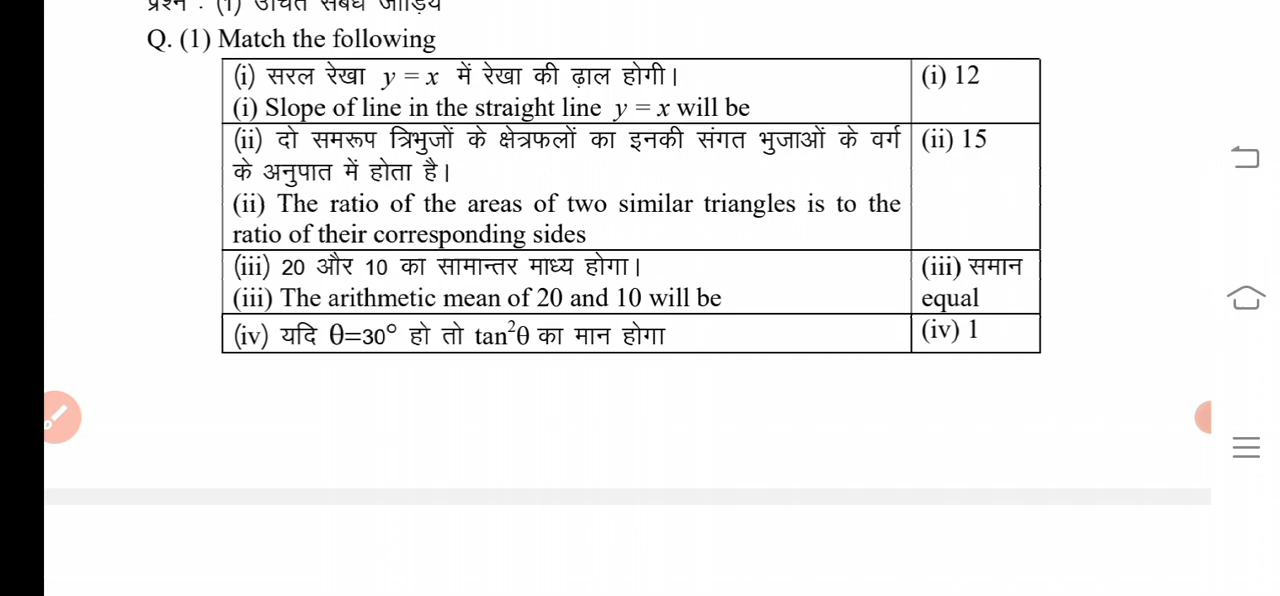 प्रश्न : (1) उचित संबंध जोड़िये
Q. (1) Match the following
(i) सरल रेखा y = x में रेखा की ढ़ाल होगी।
(i) 12
(i) Slope of line in the straight line y = x will be
(ii) दो समरूप त्रिभुजों के क्षेत्रफलों का इनकी संगत भुजाओं के वर्ग
(ii) 15
के अनुपात में होता है।
(ii) The ratio of the areas of two similar triangles is to the
ratio of their corresponding sides
(iii) 20 और 10 का सामान्तर माध्य होगा।
(iii) समान
(iii) The arithmetic mean of 20 and 10 will be
equal
(iv) यदि θ=30° हो तो tan²θ का मान होगा
(iv) 1